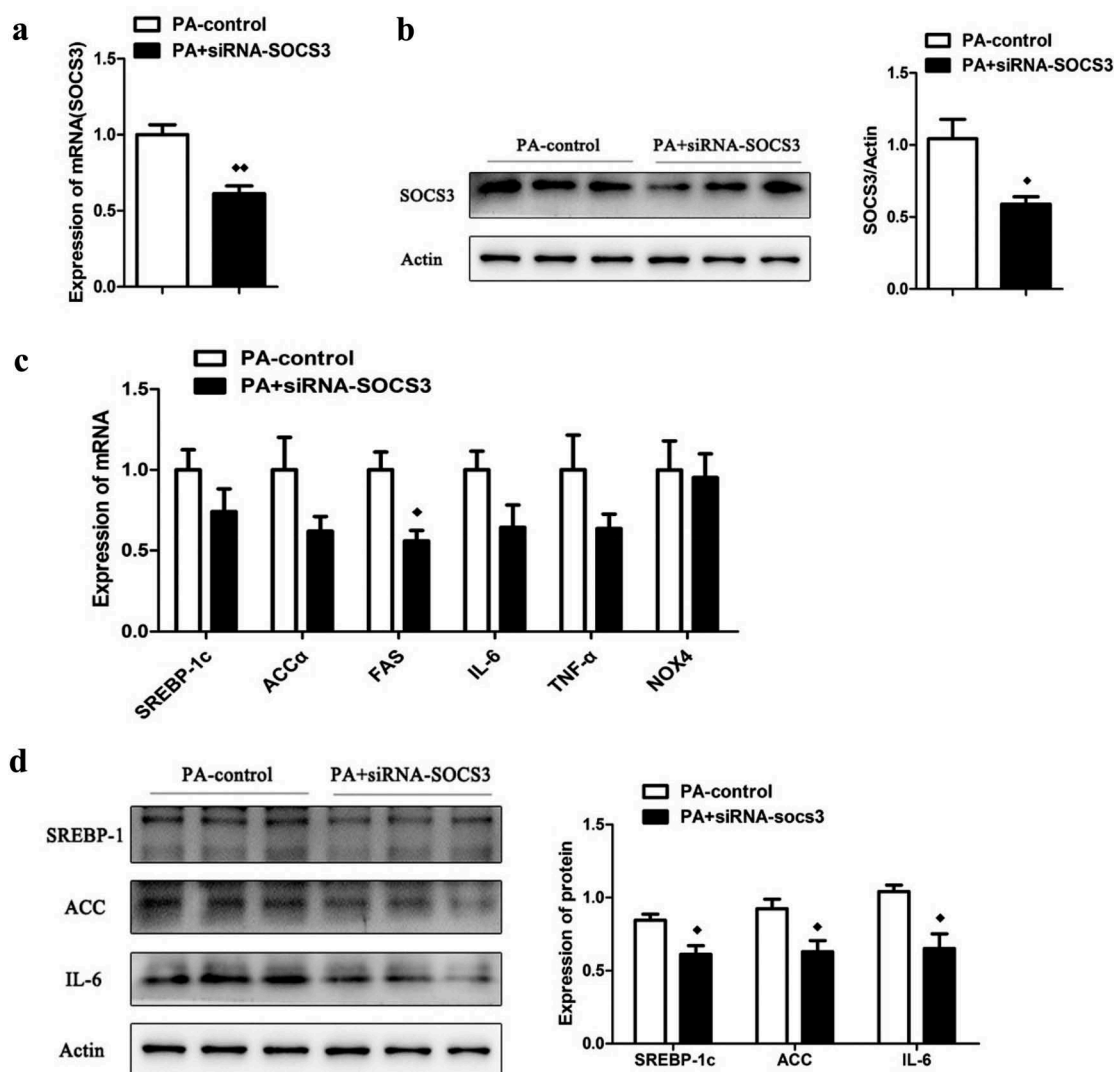 a
PA-control
PA+siRNA-SOCS3
Expression of mRNA(SOCS3)
1.5
1.0
0.5
0.0
◆◆
b
PA-control PA+siRNA-SOCS3
SOCS3
Actin
PA-control
PA+siRNA-SOCS3
SOCS3/Actin
1.5
1.0
0.5
0.0
◆
c
PA-control
PA+siRNA-SOCS3
Expression of mRNA
1.5
1.0
0.5
0.0
◆
SREBP-1c ACCα FAS IL-6 TNF-α NOX4
d
PA-control PA+siRNA-SOCS3
SREBP-1
ACC
IL-6
Actin
PA-control
PA+siRNA-socs3
Expression of protein
1.5
1.0
0.5
0.0
◆ ◆ ◆
SREBP-1c ACC IL-6